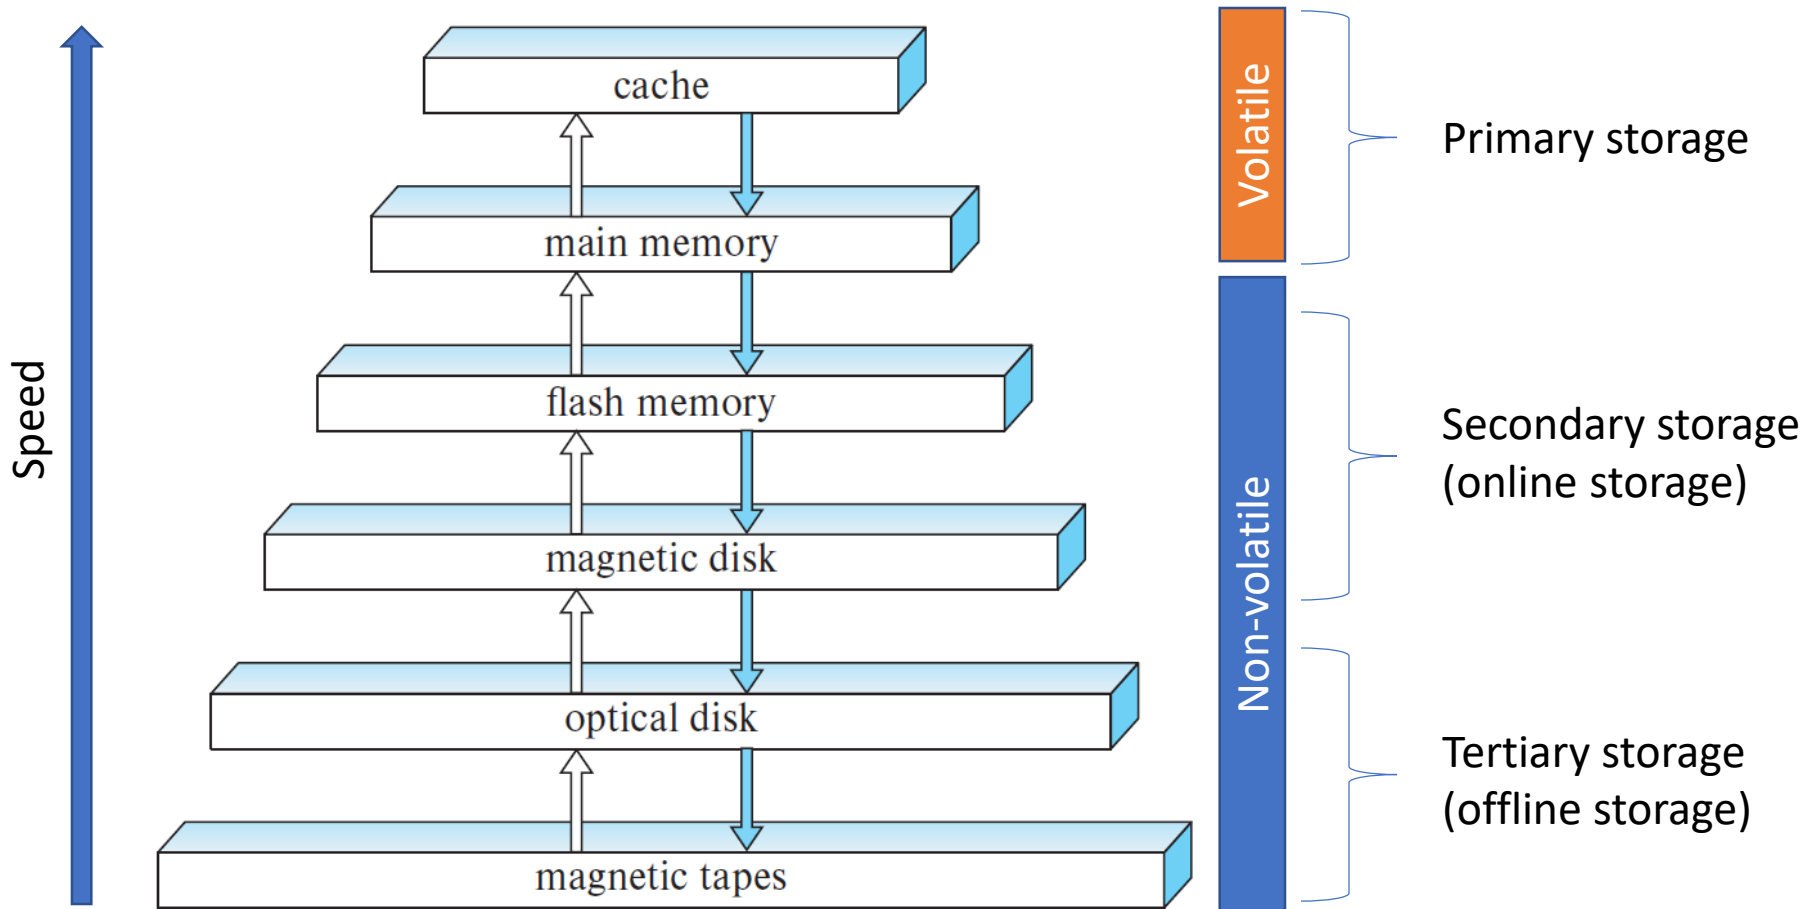 Speed
cache
main memory
flash memory
magnetic disk
optical disk
magnetic tapes
Volatile
Non-volatile
Primary storage
Secondary storage
(online storage)
Tertiary storage
(offline storage)